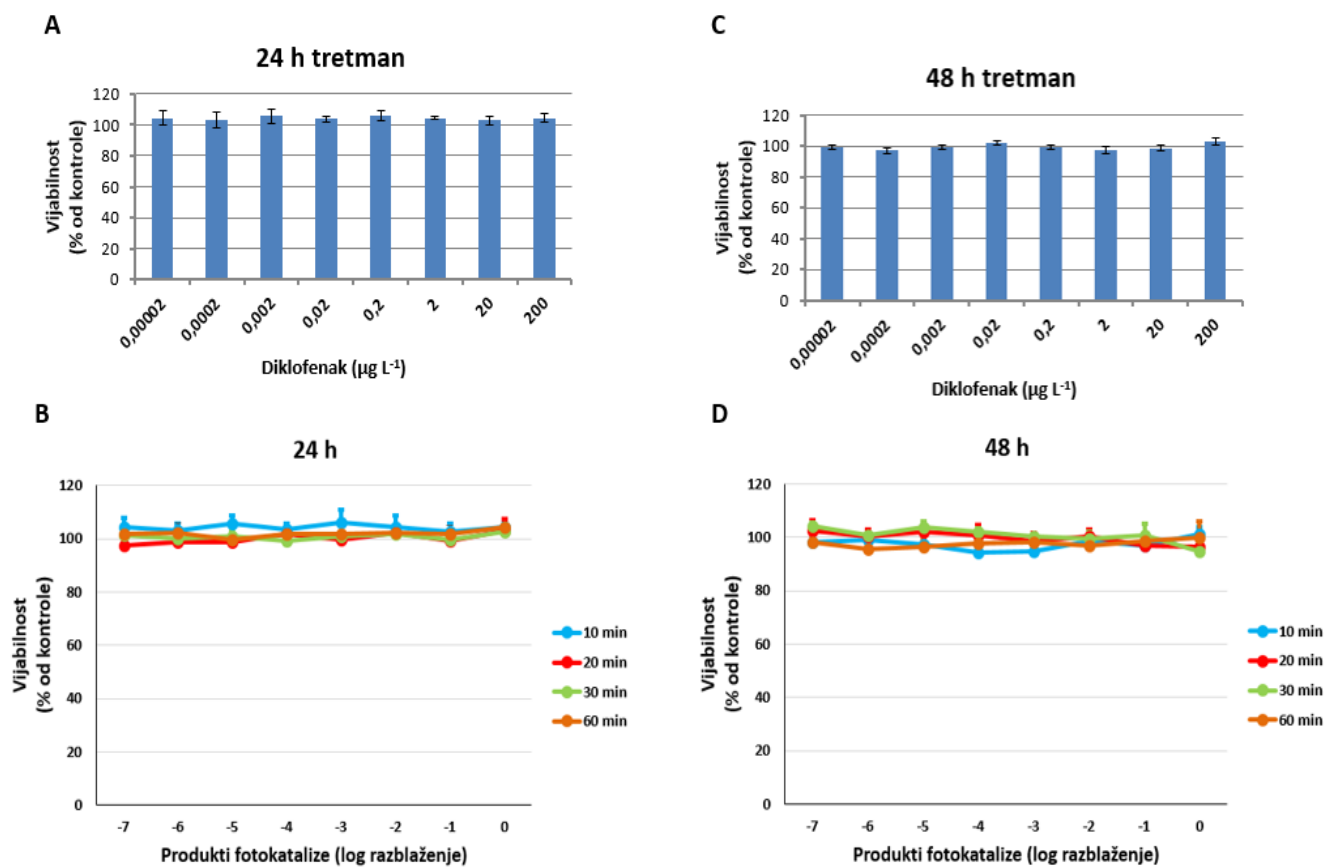 A
24 h tretman
Vijabilnost
(% od kontrole)
120
100
80
60
40
20
0
0,00002
0,0002
0,002
0,02
0,2
2
20
200
Diklofenak (µg L⁻¹)
C
48 h tretman
Vijabilnost
(% od kontrole)
120
100
80
60
40
20
0
0,00002
0,0002
0,002
0,02
0,2
2
20
200
Diklofenak (µg L⁻¹)
B
24 h
Vijabilnost
(% od kontrole)
120
100
80
60
40
20
0
-7 -6 -5 -4 -3 -2 -1 0
Produkti fotokatalize (log razblaženje)
10 min
20 min
30 min
60 min
D
48 h
Vijabilnost
(% od kontrole)
120
100
80
60
40
20
0
-7 -6 -5 -4 -3 -2 -1 0
Produkti fotokatalize (log razblaženje)
10 min
20 min
30 min
60 min